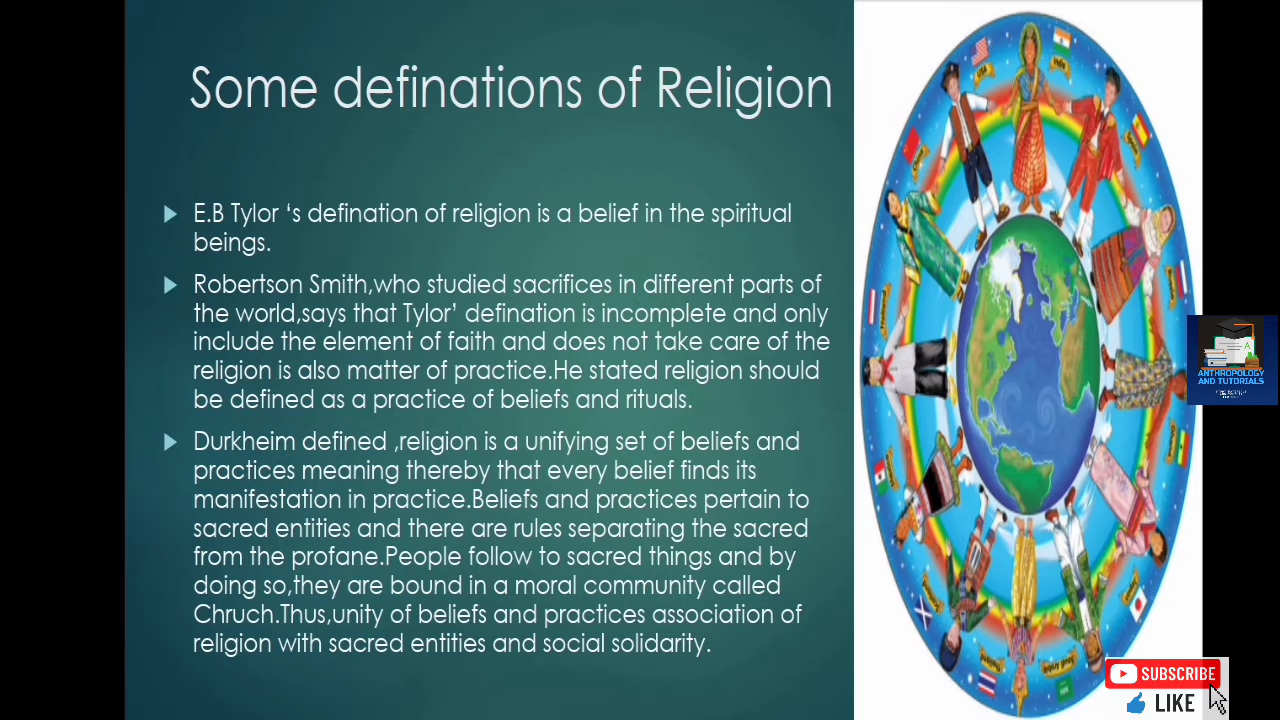 Some definations of Religion
E.B Tylor ‘s defination of religion is a belief in the spiritual
beings.
Robertson Smith,who studied sacrifices in different parts of
the world,says that Tylor’ defination is incomplete and only
include the element of faith and does not take care of the
religion is also matter of practice.He stated religion should
be defined as a practice of beliefs and rituals.
Durkheim defined ,religion is a unifying set of beliefs and
practices meaning thereby that every belief finds its
manifestation in practice.Beliefs and practices pertain to
sacred entities and there are rules separating the sacred
from the profane.People follow to sacred things and by
doing so,they are bound in a moral community called
Chruch.Thus,unity of beliefs and practices association of
religion with sacred entities and social solidarity.
USA
India
Spain
China
Saudi Arabia
Thailand
ANTHROPOLOGY
AND TUTORIALS
SUBSCRIBE
LIKE